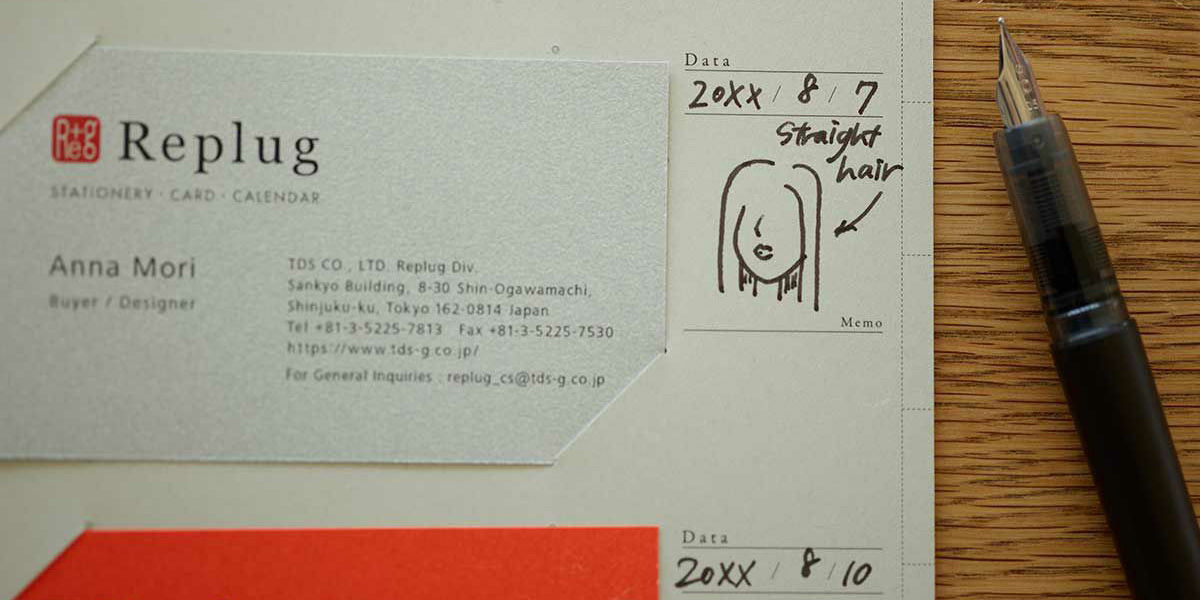 R+g
Reg
Replug
STATIONERY · CARD · CALENDAR
Anna Mori
Buyer / Designer
TDS CO., LTD. Replug Div.
Sankyo Building, 8-30 Shin-Ogawamachi,
Shinjuku-ku, Tokyo 162-0814 Japan
Tel +81-3-5225-7813 Fax +81-3-5225-7530
https://www.tds-g.co.jp/
For General Inquiries : replug_cs@tds-g.co.jp
Data
20XX / 8 / 7
Straight
hair
Memo
Data
20XX / 8 / 10